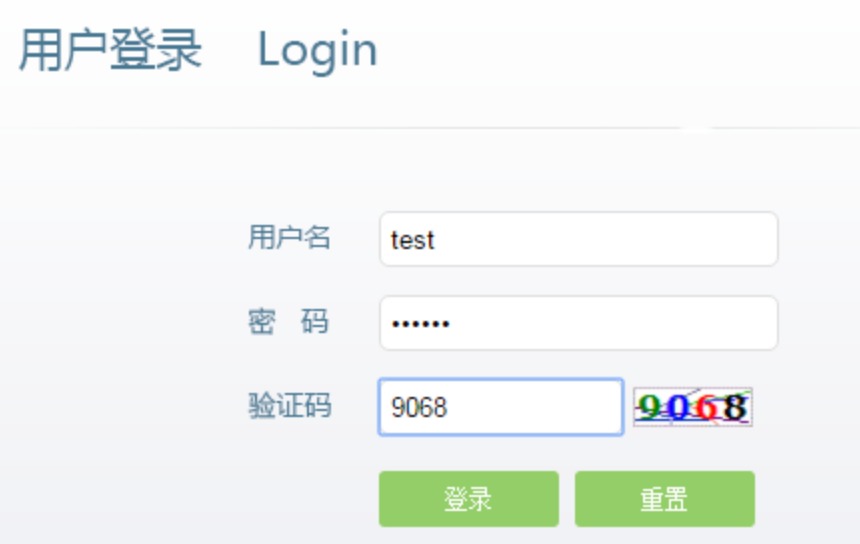 用户登录 Login
用户名 test
密 码 ••••••
验证码 9068 9068
登录 重置